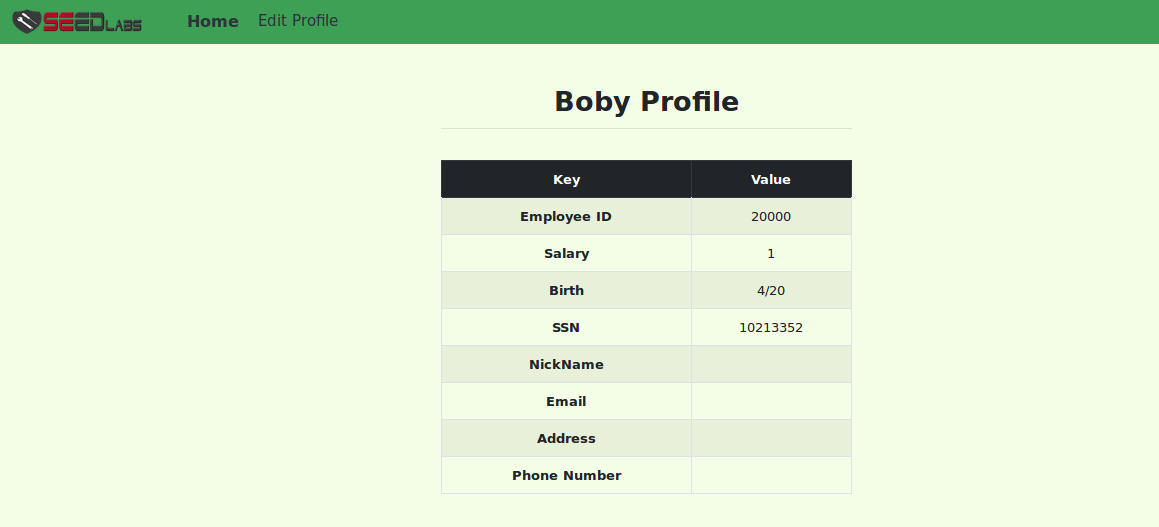 SEEDLABS Home Edit Profile
Boby Profile
Key Value
Employee ID 20000
Salary 1
Birth 4/20
SSN 10213352
NickName
Email
Address
Phone Number